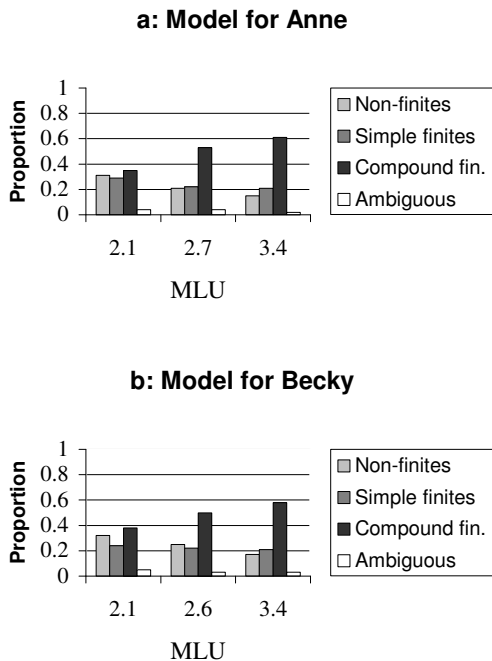 a: Model for Anne
Proportion
1
0.8
0.6
0.4
0.2
0
2.1 2.7 3.4
MLU
Non-finites
Simple finites
Compound fin.
Ambiguous
b: Model for Becky
Proportion
1
0.8
0.6
0.4
0.2
0
2.1 2.6 3.4
MLU
Non-finites
Simple finites
Compound fin.
Ambiguous